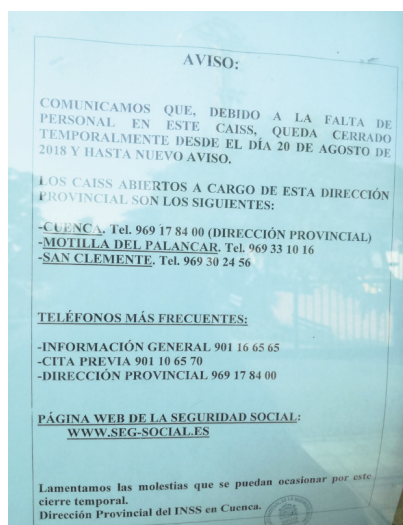 AVISO:
COMUNICAMOS QUE, DEBIDO A LA FALTA DE
PERSONAL EN ESTE CAISS, QUEDA CERRADO
TEMPORALMENTE DESDE EL DÍA 20 DE AGOSTO DE
2018 Y HASTA NUEVO AVISO.
LOS CAISS ABIERTOS A CARGO DE ESTA DIRECCIÓN
PROVINCIAL SON LOS SIGUIENTES:
-CUENCA. Tel. 969 17 84 00 (DIRECCIÓN PROVINCIAL)
-MOTILLA DEL PALANCAR. Tel. 969 33 10 16
-SAN CLEMENTE. Tel. 969 30 24 56
TELÉFONOS MÁS FRECUENTES:
-INFORMACIÓN GENERAL 901 16 65 65
-CITA PREVIA 901 10 65 70
-DIRECCIÓN PROVINCIAL 969 17 84 00
PÁGINA WEB DE LA SEGURIDAD SOCIAL:
WWW.SEG-SOCIAL.ES
Lamentamos las molestias que se puedan ocasionar por este
cierre temporal.
Dirección Provincial del INSS en Cuenca.